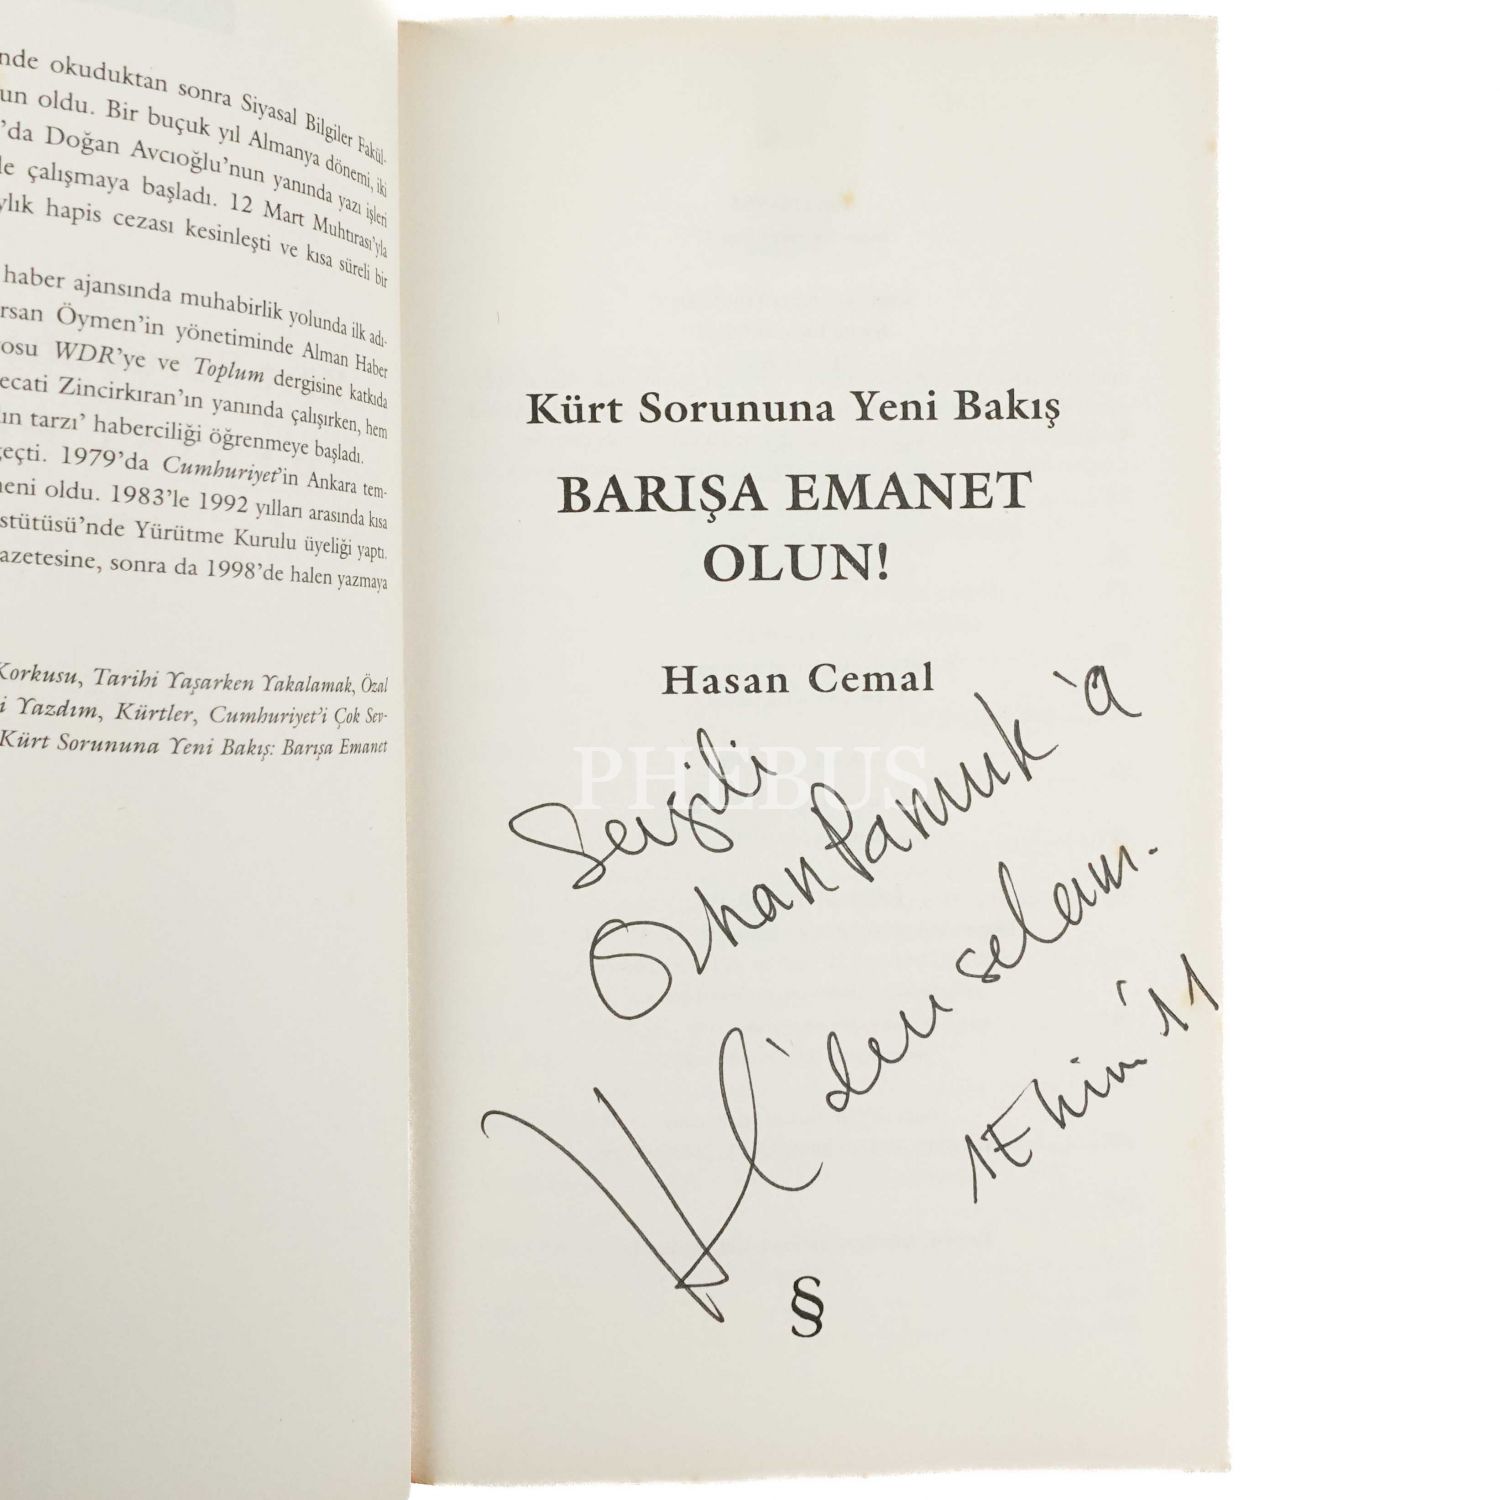 nde okuduktan sonra Siyasal Bilgiler Fakül-
un oldu. Bir buçuk yıl Almanya dönemi, iki
'da Doğan Avcıoğlu'nun yanında yazı işleri
le çalışmaya başladı. 12 Mart Muhtırası'yla
ylık hapis cezası kesinleşti ve kısa süreli bir
haber ajansında muhabirlik yolunda ilk adı-
rsan Öymen'in yönetiminde Alman Haber
osu WDR'ye ve Toplum dergisine katkıda
ecati Zincirkıran'ın yanında çalışırken, hem
ın tarzı' haberciliği öğrenmeye başladı.
geçti. 1979'da Cumhuriyet'in Ankara tem-
neni oldu. 1983'le 1992 yılları arasında kısa
stütüsü'nde Yürütme Kurulu üyeliği yaptı.
azetesine, sonra da 1998'de halen yazmaya
Korkusu, Tarihi Yaşarken Yakalamak, Özal
i Yazdım, Kürtler, Cumhuriyet'i Çok Sev-
Kürt Sorununa Yeni Bakış: Barışa Emanet
Kürt Sorununa Yeni Bakış
BARIŞA EMANET
OLUN!
Hasan Cemal
PHEBUS
Sevgili
Orhan Pamuk'a
'den selam.
1 Ekim '11
§